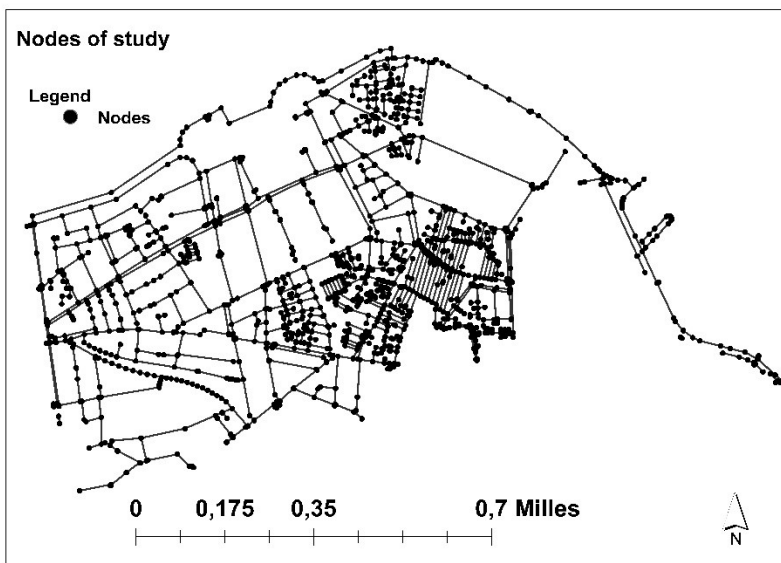 Nodes of study
Legend
Nodes
0 0,175 0,35 0,7 Milles
N